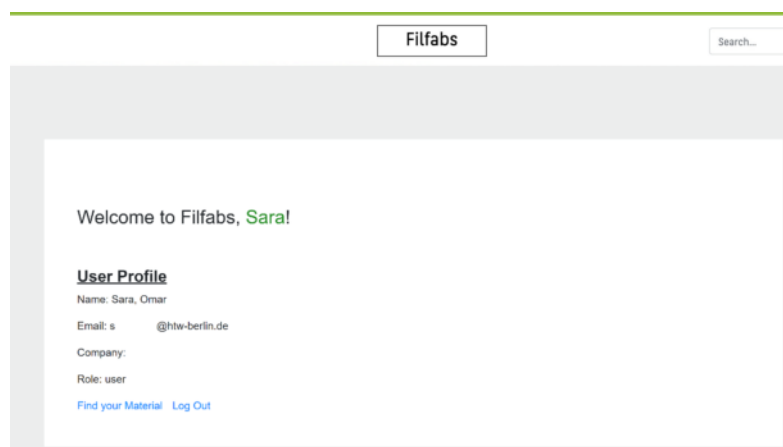 Filfabs
Search...
Welcome to Filfabs, Sara!
User Profile
Name: Sara, Omar
Email: s @htw-berlin.de
Company:
Role: user
Find your Material Log Out